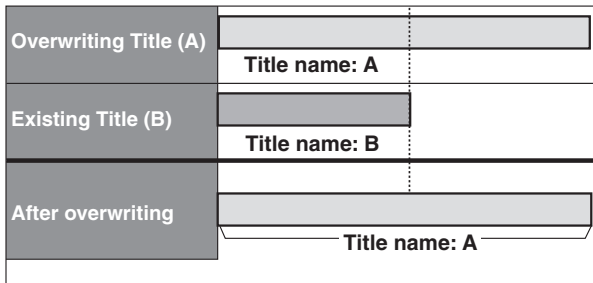 Overwriting Title (A)
Title name: A
Existing Title (B)
Title name: B
After overwriting
Title name: A